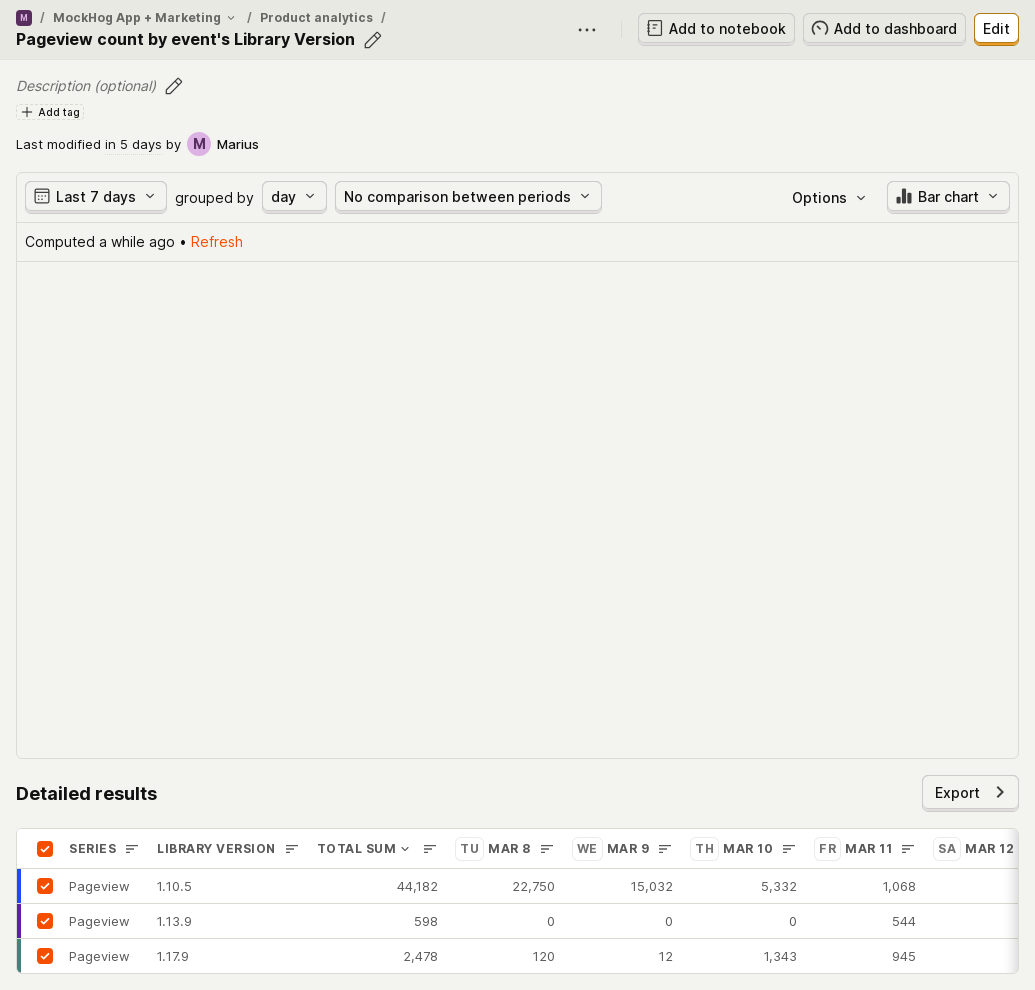 M / MockHog App + Marketing / Product analytics /
Pageview count by event's Library Version
Add to notebook
Add to dashboard
Edit
Description (optional)
Add tag
Last modified in 5 days by M Marius
Last 7 days grouped by day No comparison between periods Options Bar chart
Computed a while ago • Refresh
Detailed results
Export
SERIES LIBRARY VERSION TOTAL SUM TU MAR 8 WE MAR 9 TH MAR 10 FR MAR 11 SA MAR 12
Pageview 1.10.5 44,182 22,750 15,032 5,332 1,068
Pageview 1.13.9 598 0 0 0 544
Pageview 1.17.9 2,478 120 12 1,343 945